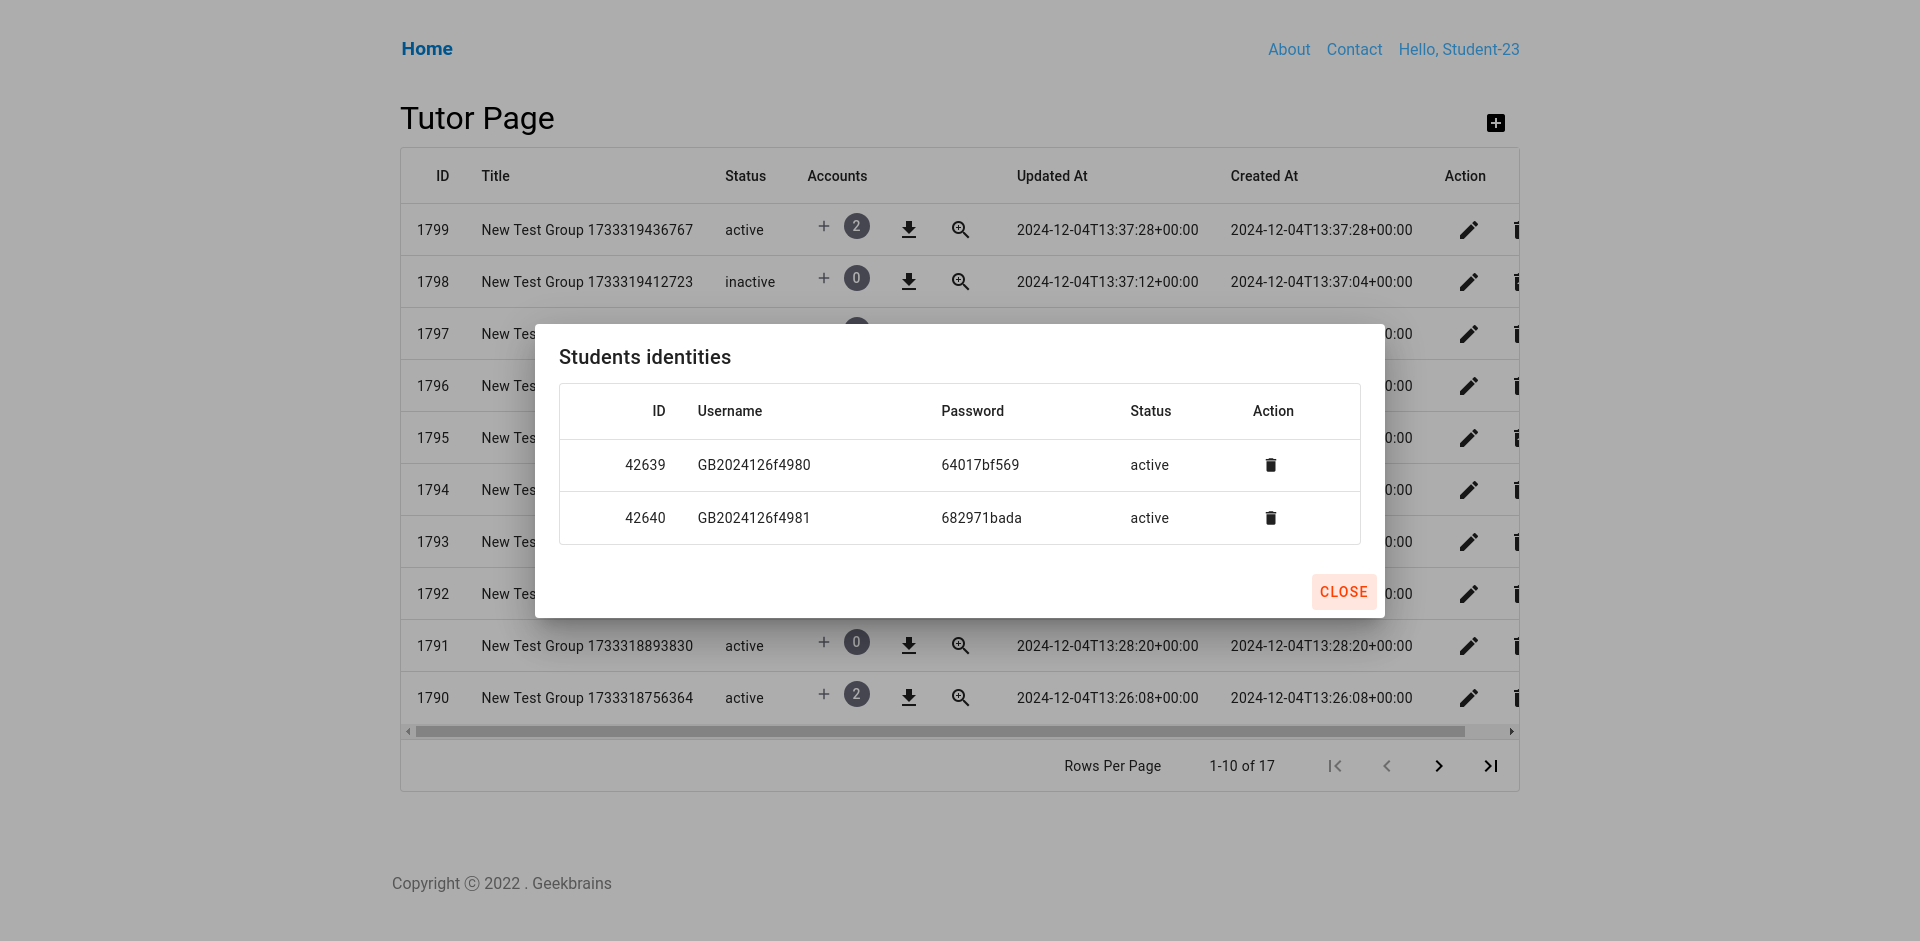 Home
About Contact Hello, Student-23
Tutor Page
ID Title Status Accounts Updated At Created At Action
1799 New Test Group 1733319436767 active + 2 2024-12-04T13:37:28+00:00 2024-12-04T13:37:28+00:00
1798 New Test Group 1733319412723 inactive + 0 2024-12-04T13:37:12+00:00 2024-12-04T13:37:04+00:00
1797 New Tes 0:00
1796 New Tes 0:00
1795 New Tes 0:00
1794 New Tes 0:00
1793 New Tes 0:00
1792 New Tes 0:00
1791 New Test Group 1733318893830 active + 0 2024-12-04T13:28:20+00:00 2024-12-04T13:28:20+00:00
1790 New Test Group 1733318756364 active + 2 2024-12-04T13:26:08+00:00 2024-12-04T13:26:08+00:00
Students identities
ID Username Password Status Action
42639 GB2024126f4980 64017bf569 active
42640 GB2024126f4981 682971bada active
CLOSE
Rows Per Page 1-10 of 17
Copyright ⓒ 2022 . Geekbrains